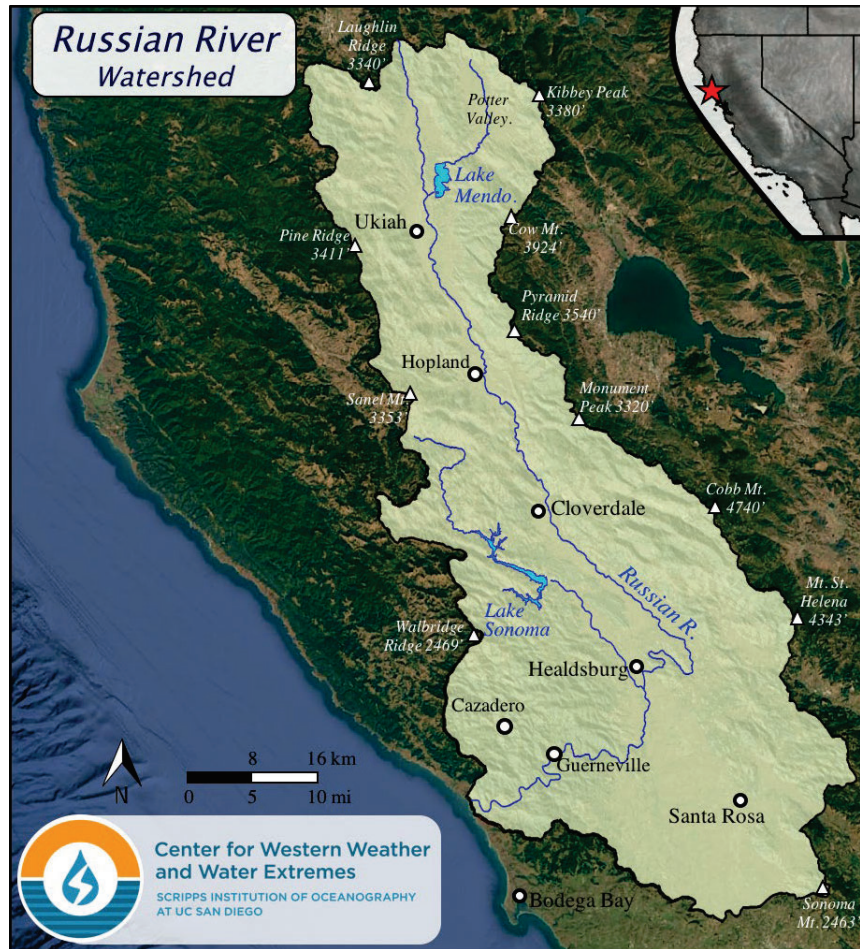 Russian River
Watershed
Laughlin
Ridge
3340'
Potter
Valley.
Kibbey Peak
3380'
Lake
Mendo.
Ukiah
Cow Mt.
3924'
Pine Ridge
3411'
Pyramid
Ridge 3540'
Hopland
Sanel Mt
3353'
Monument
Peak 3320'
Cobb Mt.
4740'
Cloverdale
Russian R.
Mt. St.
Helena
4343'
Lake
Sonoma
Walbridge
Ridge 2469'
Healdsburg
Cazadero
Guerneville
Santa Rosa
8 16 km
0 5 10 mi
N
Center for Western Weather
and Water Extremes
SCRIPPS INSTITUTION OF OCEANOGRAPHY
AT UC SAN DIEGO
Bodega Bay
Sonoma
Mt. 2463'